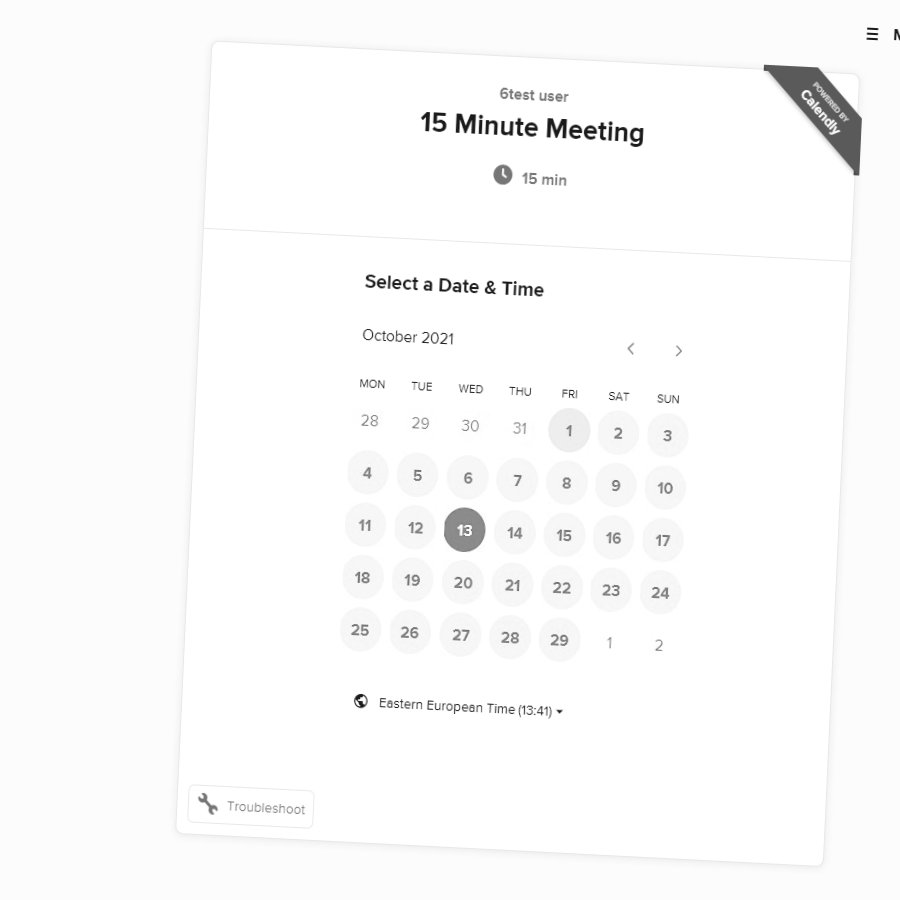 M
POWERED BY
Calendly
6test user
15 Minute Meeting
15 min
Select a Date & Time
October 2021
MON TUE WED THU FRI SAT SUN
28 29 30 31 1 2 3
4 5 6 7 8 9 10
11 12 13 14 15 16 17
18 19 20 21 22 23 24
25 26 27 28 29 1 2
Eastern European Time (13:41)
Troubleshoot